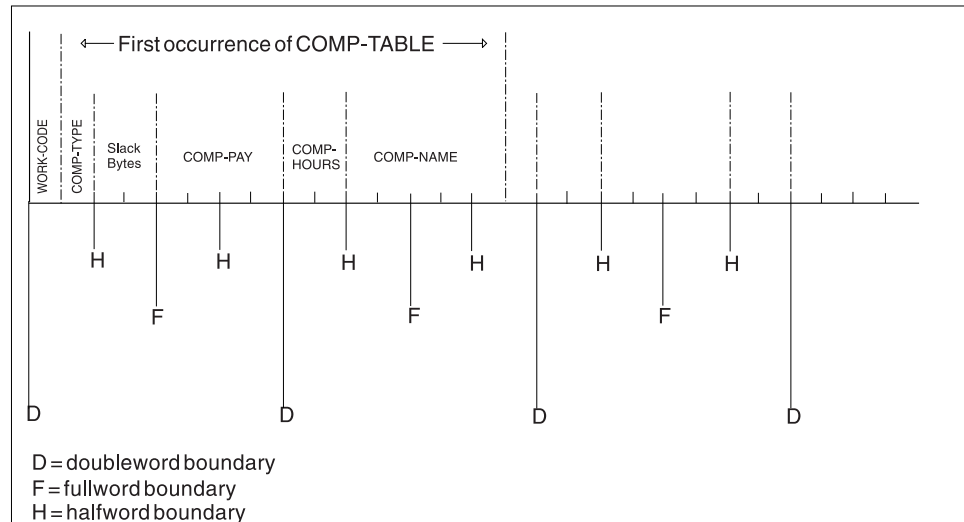 First occurrence of COMP-TABLE
WORK-CODE
COMP-TYPE
Slack
Bytes
COMP-PAY
COMP-
HOURS
COMP-NAME
H
H
H
H
H
H
F
F
F
D
D
D
D
D = doubleword boundary
F = fullword boundary
H = halfword boundary